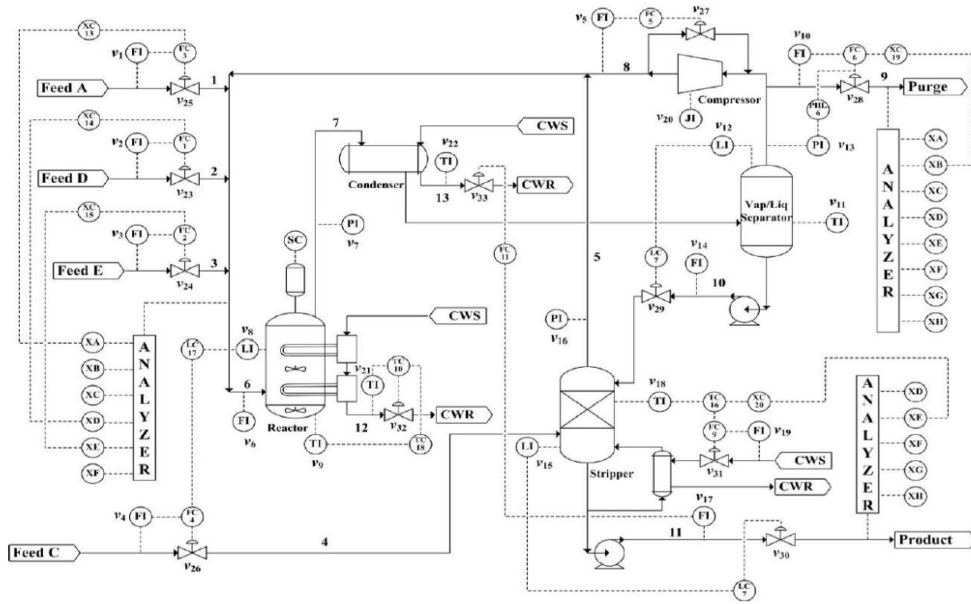 XC 13
v1 FI FC 3
Feed A
v25
1
XC 14
v2 FI FC 1
Feed D
v23
2
XC 15
v3 FI FC 2
Feed E
v24
3
XA
XB
XC
XD
XE
XF
ANALYZER
v4 FI FC 4
Feed C
v26
4
LC 17
v8
LI
6
FI
v6
SC
Reactor
TI
v9
7
PI
v7
CWS
Condenser
v22
TI
13
v33
CWR
CWS
v21
TI
TC 10
12
v32
CWR
TC 18
FC 11
v5 FI FC 5
v27
8
Compressor
v20
JI
v12
LI
v10
FI
FC 6
XC 19
9
Purge
v28
PHL 6
PI
v13
Vap/Liq
Separator
v11
TI
LC 7
v14
FI
10
v29
5
PI
v16
v18
TI
TC 16
XC 20
FC 9
FI
v19
CWS
v31
CWR
LI
v15
Stripper
v17
FI
11
v30
LC 7
Product
ANALYZER
XA
XB
XC
XD
XE
XF
XG
XH
ANALYZER
XD
XE
XF
XG
XH